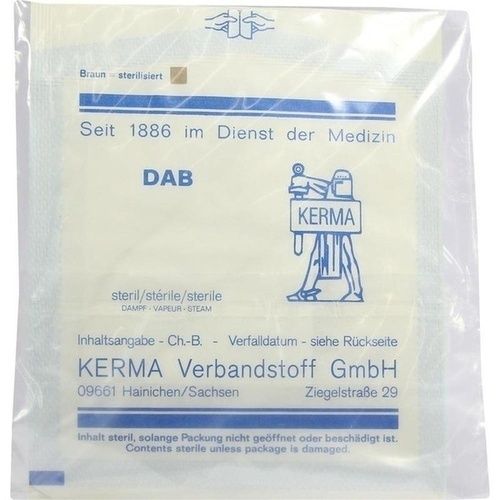 Braun = sterilisiert
Seit 1886 im Dienst der Medizin
DAB
KERMA
steril/stérile/sterile
DAMPF - VAPEUR - STEAM
Inhaltsangabe - Ch.-B. - Verfalldatum - siehe Rückseite
KERMA Verbandstoff GmbH
09661 Hainichen/Sachsen Ziegelstraße 29
Inhalt steril, solange Packung nicht geöffnet oder beschädigt ist.
Contents sterile unless package is damaged.